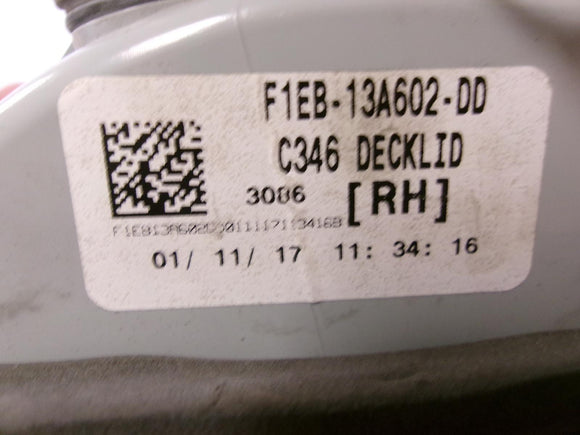 F1EB-13A602-DD
C346 DECKLID
3086 [RH]
01/ 11/ 17 11: 34: 16